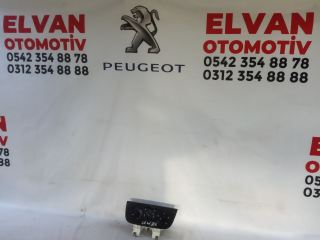 ELVAN
OTOMOTİV
0542 354 88 78
0312 354 88 88
PEUGEOT
ELVAN
OTOMOTİV
0542 354 88 78
0312 354 88 88